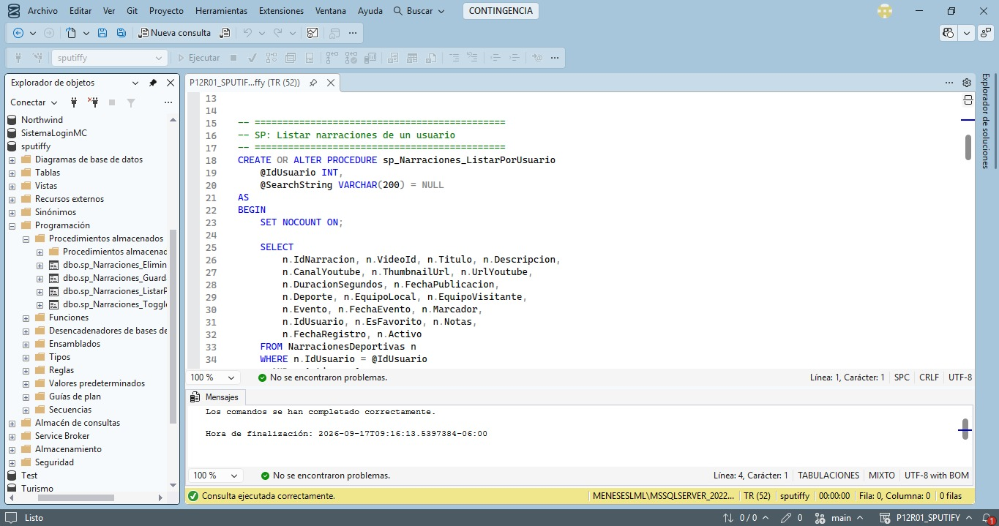 Archivo Editar Ver Git Proyecto Herramientas Extensiones Ventana Ayuda Buscar CONTINGENCIA
Nueva consulta
sputiffy Ejecutar
Explorador de objetos
Conectar
Northwind
SistemaLoginMC
sputiffy
Diagramas de base de datos
Tablas
Vistas
Recursos externos
Sinónimos
Programación
Procedimientos almacenados
Procedimientos almacenad
dbo.sp_Narraciones_Elimin
dbo.sp_Narraciones_Guard
dbo.sp_Narraciones_ListarP
dbo.sp_Narraciones_Toggl
Funciones
Desencadenadores de bases de
Ensamblados
Tipos
Reglas
Valores predeterminados
Guías de plan
Secuencias
Almacén de consultas
Service Broker
Almacenamiento
Seguridad
Test
Turismo
P12R01_SPUTIF...ffy (TR (52))
13
14
15 -- =============================================
16 -- SP: Listar narraciones de un usuario
17 -- =============================================
18 CREATE OR ALTER PROCEDURE sp_Narraciones_ListarPorUsuario
19 @IdUsuario INT,
20 @SearchString VARCHAR(200) = NULL
21 AS
22 BEGIN
23 SET NOCOUNT ON;
24
25 SELECT
26 n.IdNarracion, n.VideoId, n.Titulo, n.Descripcion,
27 n.CanalYoutube, n.ThumbnailUrl, n.UrlYoutube,
28 n.DuracionSegundos, n.FechaPublicacion,
29 n.Deporte, n.EquipoLocal, n.EquipoVisitante,
30 n.Evento, n.FechaEvento, n.Marcador,
31 n.IdUsuario, n.EsFavorito, n.Notas,
32 n.FechaRegistro, n.Activo
33 FROM NarracionesDeportivas n
34 WHERE n.IdUsuario = @IdUsuario
100 % No se encontraron problemas. Línea: 1, Carácter: 1 SPC CRLF UTF-8
Mensajes
Los comandos se han completado correctamente.
Hora de finalización: 2026-09-17T09:16:13.5397384-06:00
100 % No se encontraron problemas. Línea: 4, Carácter: 1 TABULACIONES MIXTO UTF-8 with BOM
Consulta ejecutada correctamente. MENESESLML\MSSQLSERVER_2022... TR (52) sputiffy 00:00:00 Fila: 0, Columna: 0 0 filas
Explorador de soluciones
Listo 0 / 0 0 main P12R01_SPUTIFY 1